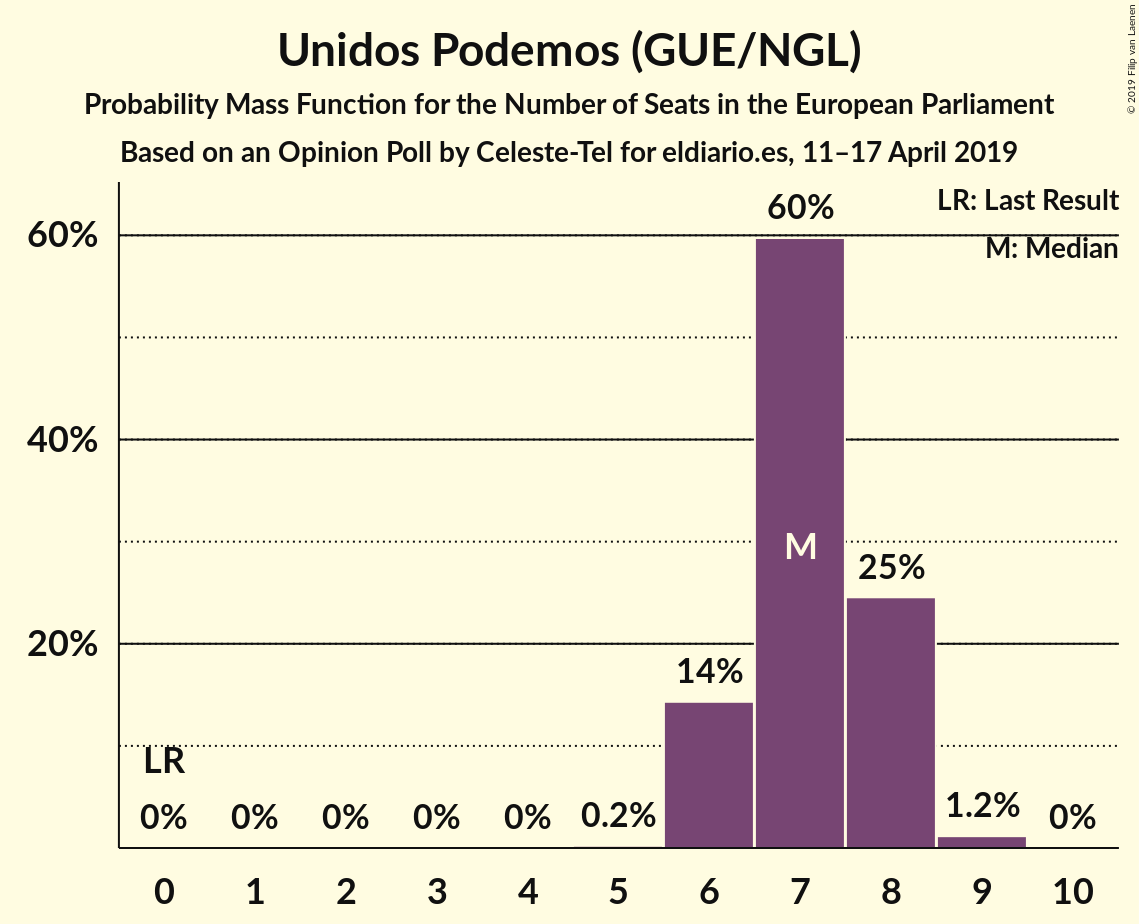 Unidos Podemos (GUE/NGL)
Probability Mass Function for the Number of Seats in the European Parliament
Based on an Opinion Poll by Celeste-Tel for eldiario.es, 11–17 April 2019
© 2019 Filip van Laenen
LR: Last Result
M: Median
60%
40%
20%
LR
0%
0%
0%
0%
0%
0.2%
14%
60%
M
25%
1.2%
0%
0 1 2 3 4 5 6 7 8 9 10